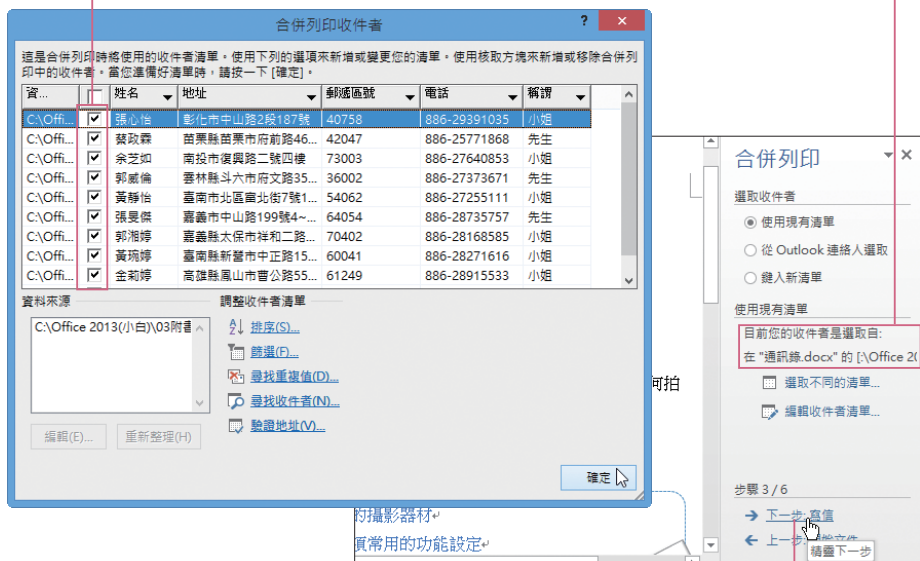 合併列印收件者
?
這是合併列印時將使用的收件者清單。使用下列的選項來新增或變更您的清單。使用核取方塊來新增或移除合併列
印中的收件者。當您準備好清單時，請按一下 [確定]。
資... 姓名 地址 郵遞區號 電話 稱謂
C:\Offi... 張心怡 彰化市中山路2段187號 40758 886-29391035 小姐
C:\Offi... 蔡政霖 苗栗縣苗栗市府前路46... 42047 886-25771868 先生
C:\Offi... 余芝如 南投市復興路二號四樓 73003 886-27640853 小姐
C:\Offi... 郭威倫 雲林縣斗六市府文路35... 36002 886-27373671 先生
C:\Offi... 黃靜怡 臺南市北區富北街7號1... 54062 886-27255111 小姐
C:\Offi... 張旻傑 嘉義市中山路199號4~... 64054 886-28735757 先生
C:\Offi... 郭湘婷 嘉義縣太保市祥和二路... 70402 886-28168585 小姐
C:\Offi... 黃琬婷 臺南縣新營市中正路15... 60041 886-28271616 小姐
C:\Offi... 金莉婷 高雄縣鳳山市曹公路55... 61249 886-28915533 小姐
資料來源
C:\Office 2013(小白)\03附書
編輯(E)... 重新整理(H)
調整收件者清單
排序(S)...
篩選(F)...
尋找重複值(D)...
尋找收件者(N)...
驗證地址(V)...
確定
何拍
的攝影器材
項常用的功能設定
合併列印
選取收件者
使用現有清單
從 Outlook 連絡人選取
鍵入新清單
使用現有清單
目前您的收件者是選取自:
在 "通訊錄.docx" 的 [:\Office 20
選取不同的清單...
編輯收件者清單...
步驟 3 / 6
下一步: 寫信
上一步:
精靈下一步